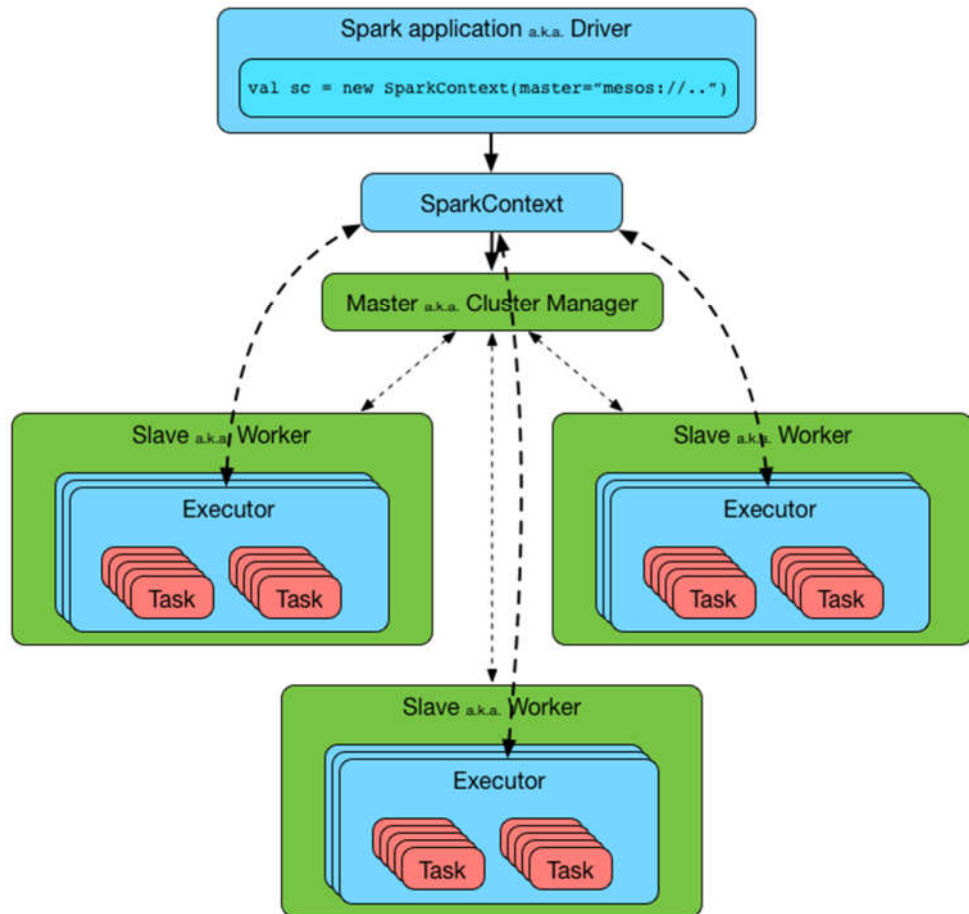 Spark application a.k.a. Driver
val sc = new SparkContext(master=”mesos://..”)
SparkContext
Master a.k.a. Cluster Manager
Slave a.k.a. Worker
Executor
Task
Task
Slave a.k.a. Worker
Executor
Task
Task
Slave a.k.a. Worker
Executor
Task
Task